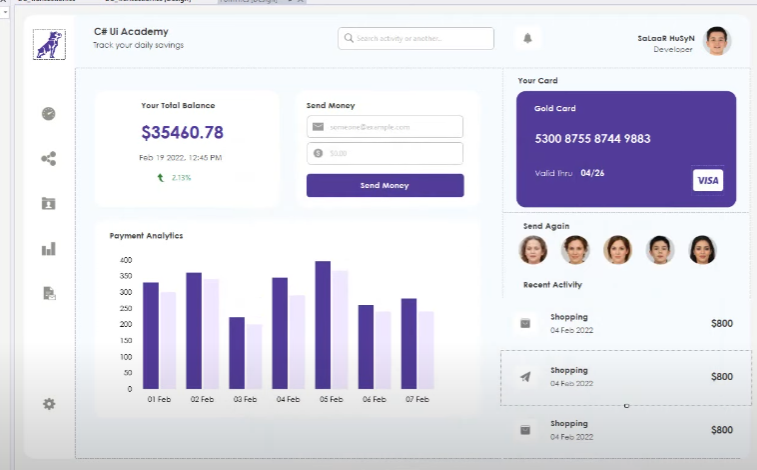 C# Ui Academy
Track your daily savings
Search activity or another...
SaLaaR HuSyN
Developer
Your Total Balance
$35460.78
Feb 19 2022, 12:45 PM
2.13%
Send Money
someone@example.com
$0.00
Send Money
Your Card
Gold Card
5300 8755 8744 9883
Valid thru 04/26
VISA
Send Again
Payment Analytics
400
350
300
250
200
150
100
50
0
01 Feb 02 Feb 03 Feb 04 Feb 05 Feb 06 Feb 07 Feb
Recent Activity
Shopping
04 Feb 2022
$800
Shopping
04 Feb 2022
$800
Shopping
04 Feb 2022
$800